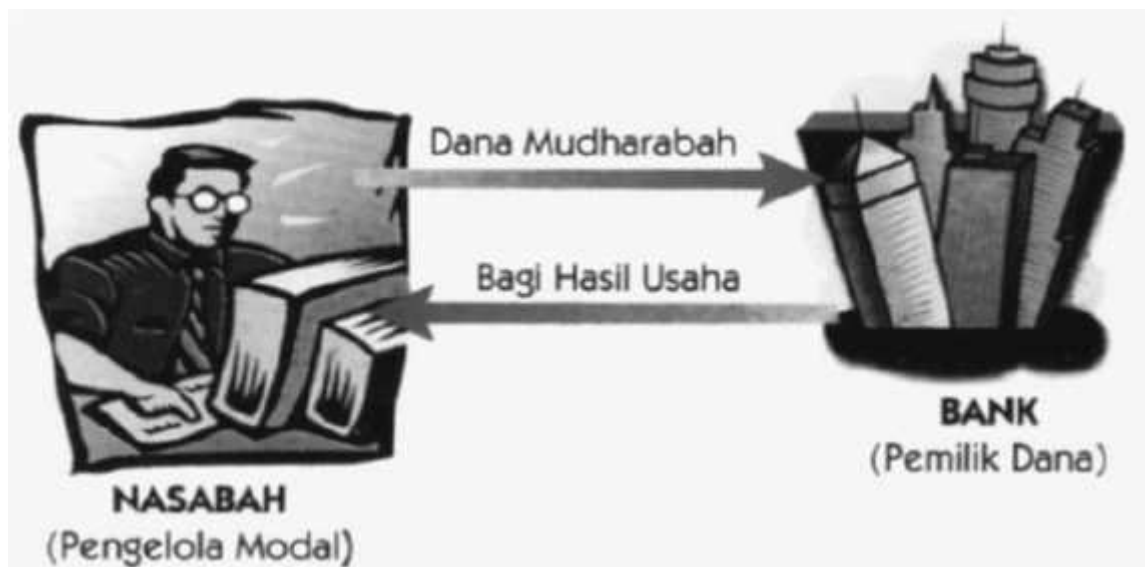 Dana Mudharabah
Bagi Hasil Usaha
BANK
(Pemilik Dana)
NASABAH
(Pengelola Modal)